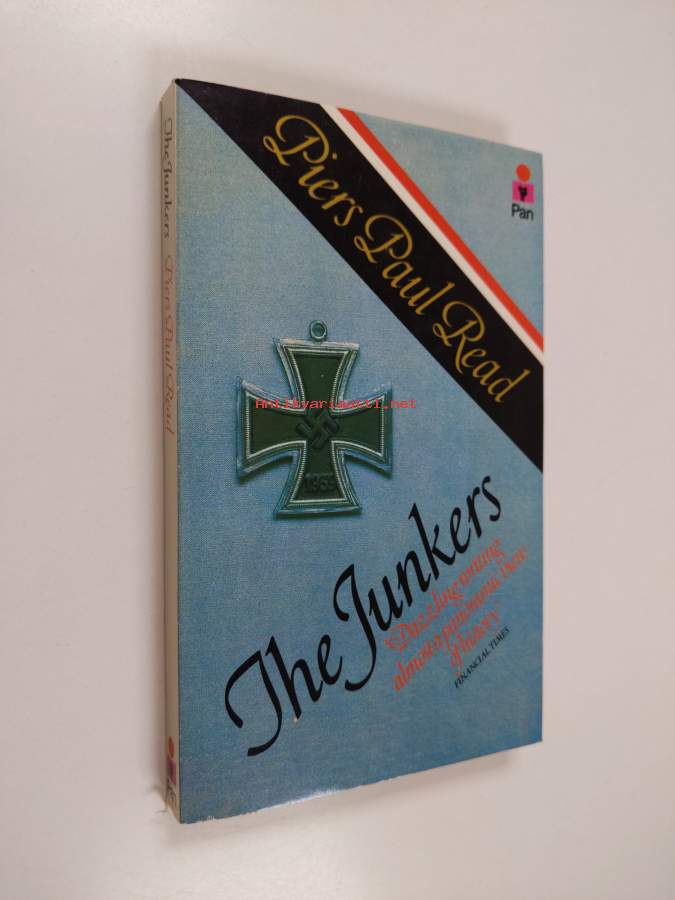 Piers Paul Read
Pan
Antikvariaatti.net
1939
The Junkers
'Dazzling writing
almost a panoramic view
of history'
FINANCIAL TIMES
The Junkers Piers Paul Read